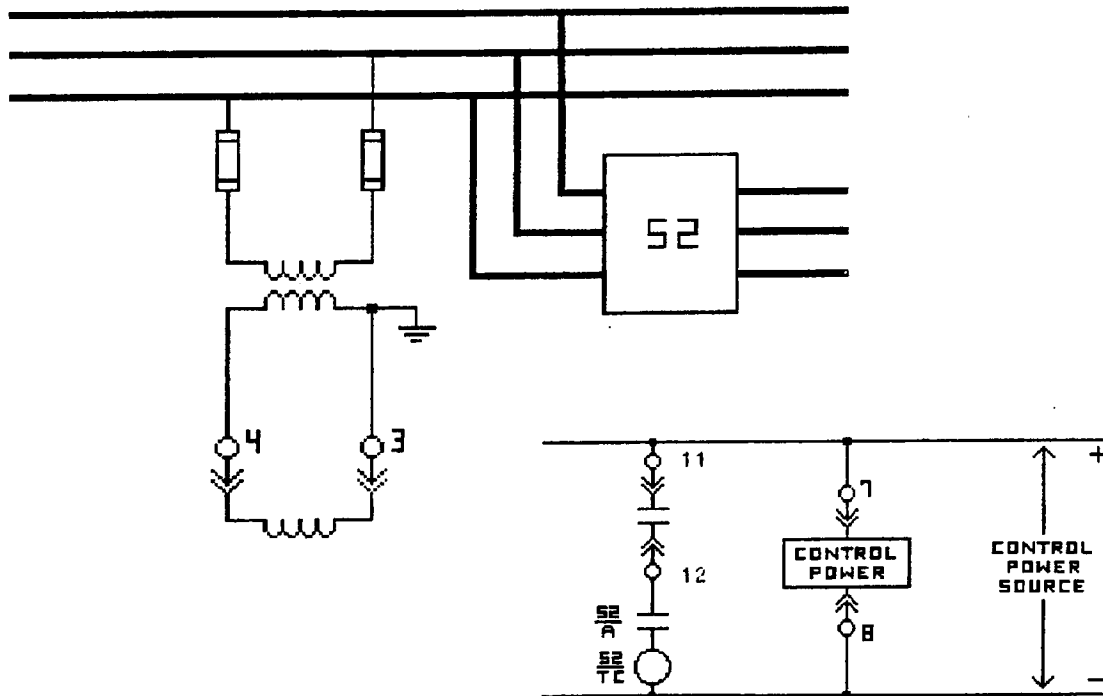 52
4
3
11
7
+
CONTROL
POWER
CONTROL
POWER
SOURCE
12
52
A
8
52
TC
−